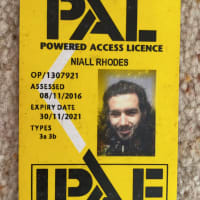 PAL
POWERED ACCESS LICENCE
NIALL RHODES
OP/1307921
ASSESSED
08/11/2016
EXPIRY DATE
30/11/2021
TYPES
3a 3b
IPAF